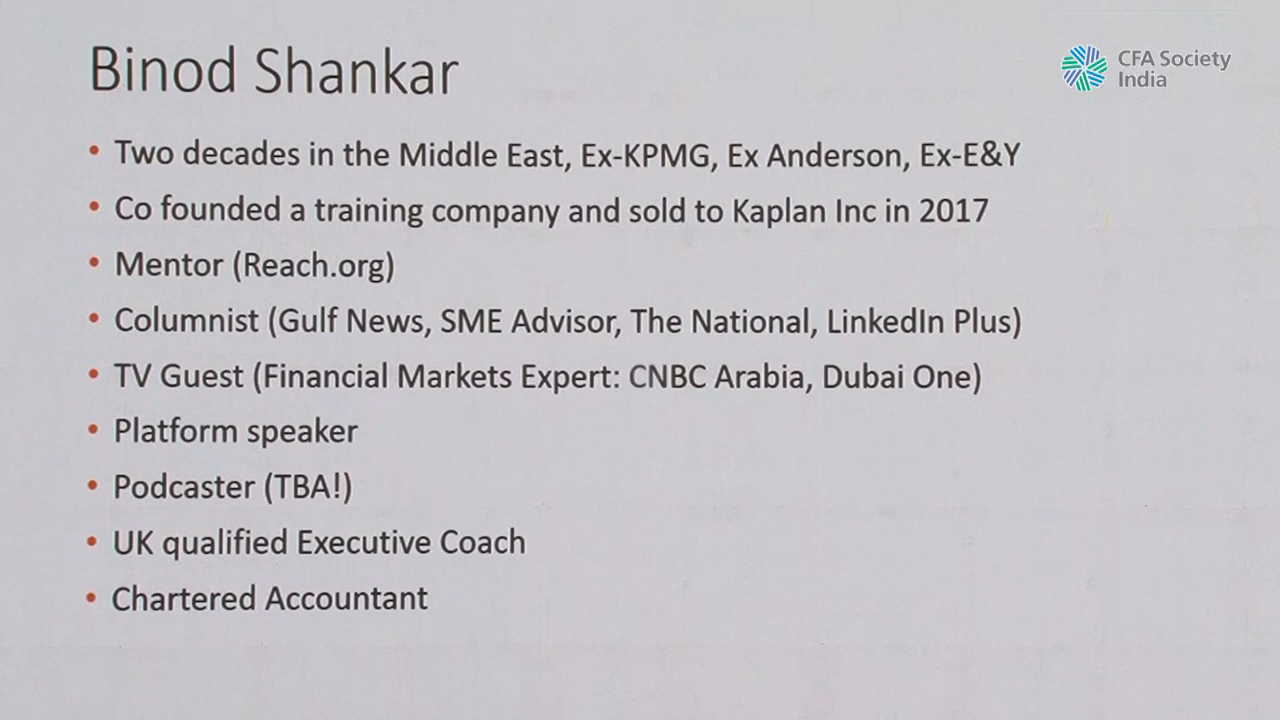 Binod Shankar
CFA Society
India
• Two decades in the Middle East, Ex-KPMG, Ex Anderson, Ex-E&Y
• Co founded a training company and sold to Kaplan Inc in 2017
• Mentor (Reach.org)
• Columnist (Gulf News, SME Advisor, The National, LinkedIn Plus)
• TV Guest (Financial Markets Expert: CNBC Arabia, Dubai One)
• Platform speaker
• Podcaster (TBA!)
• UK qualified Executive Coach
• Chartered Accountant